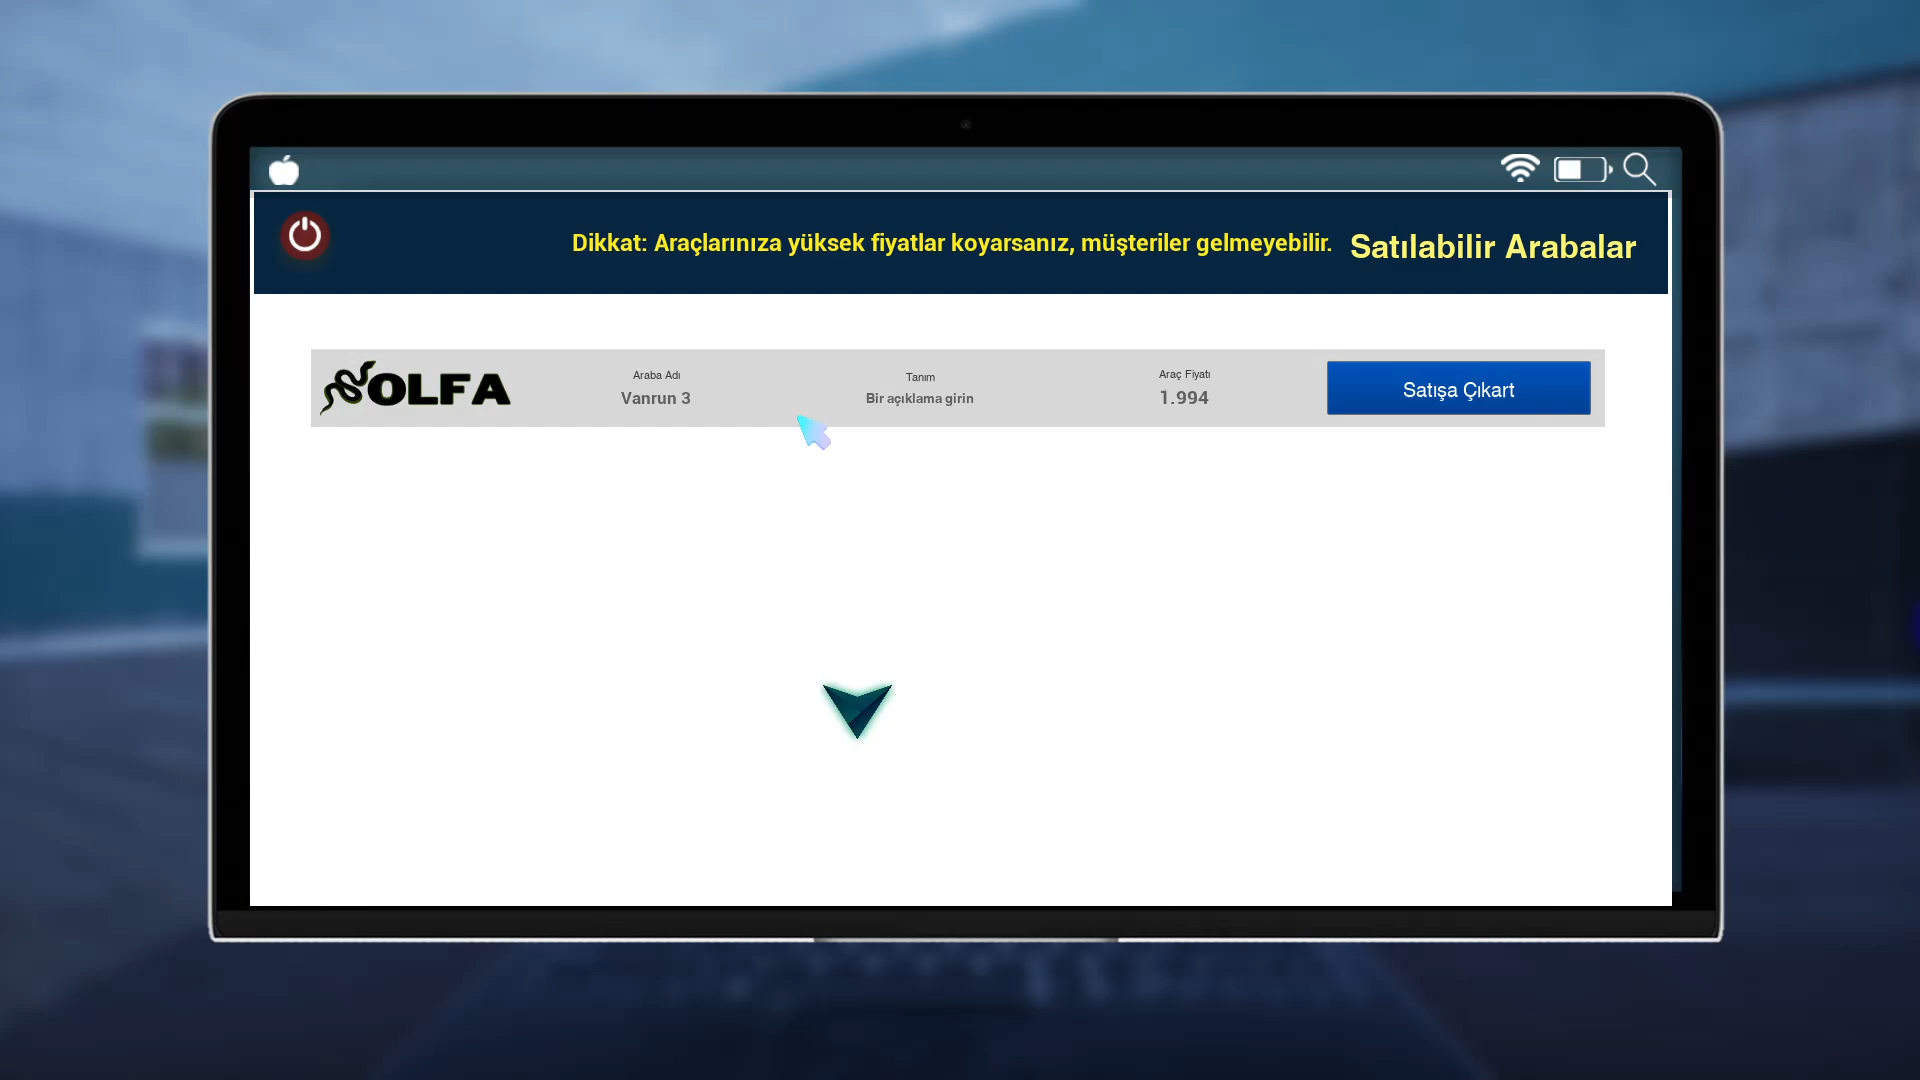 Dikkat: Araçlarınıza yüksek fiyatlar koyarsanız, müşteriler gelmeyebilir.
Satılabilir Arabalar
OLFA
Araba Adı
Vanrun 3
Tanım
Bir açıklama girin
Araç Fiyatı
1.994
Satışa Çıkart